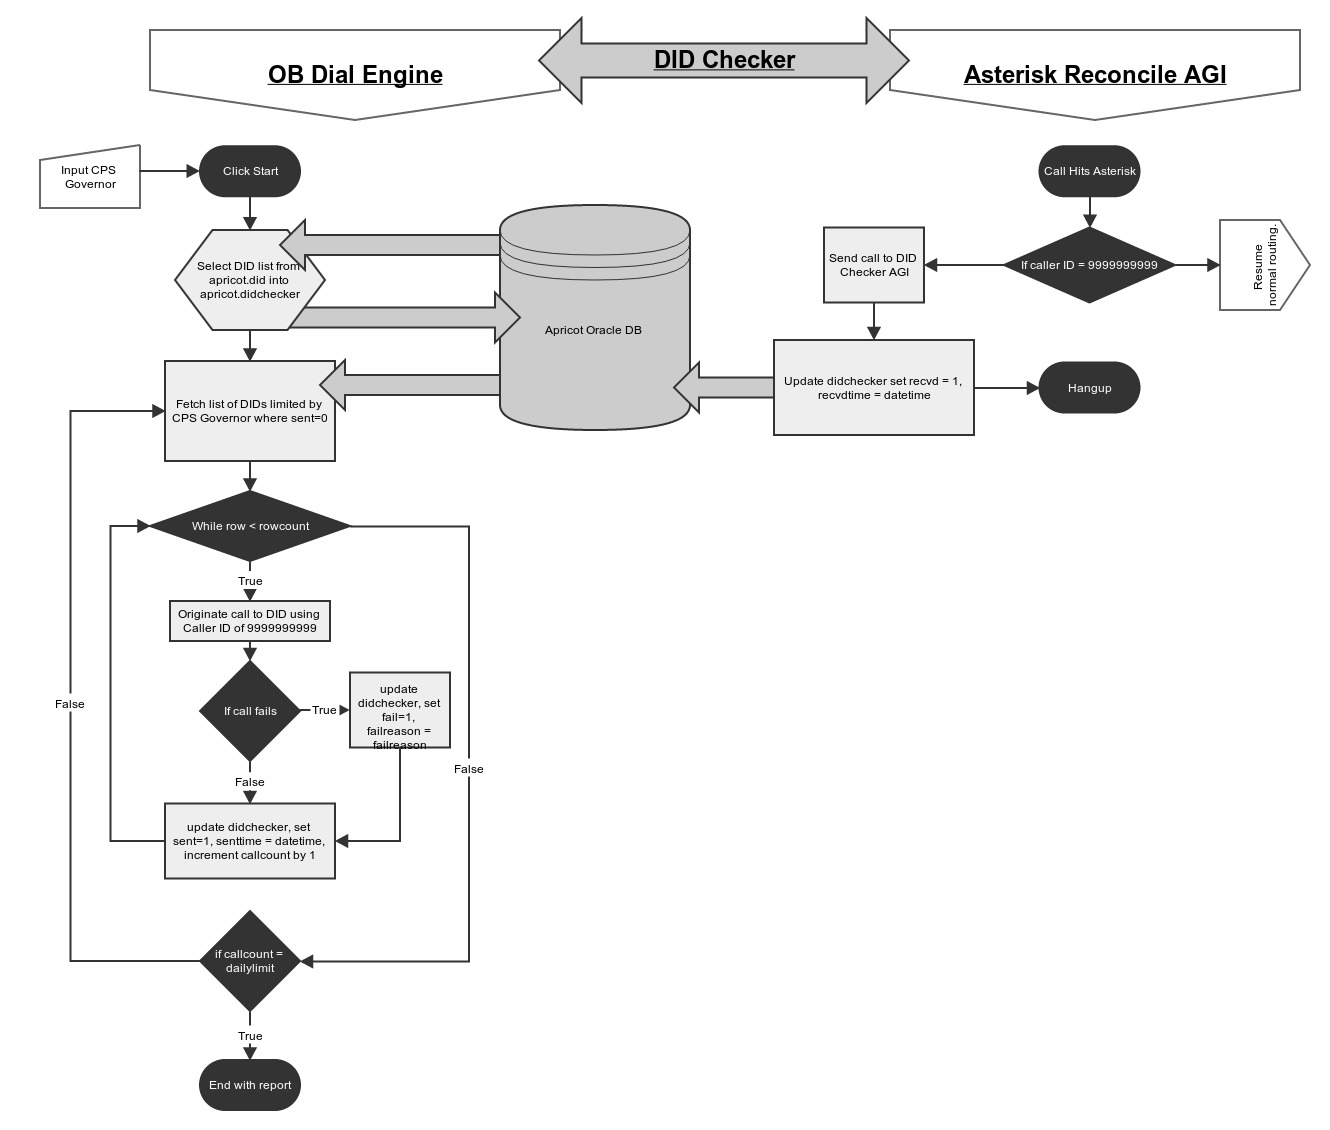 OB Dial Engine
DID Checker
Asterisk Reconcile AGI
Input CPS
Governor
Click Start
Select DID list from
apricot.did into
apricot.didchecker
Apricot Oracle DB
Fetch list of DIDs limited by
CPS Governor where sent=0
While row < rowcount
True
Originate call to DID using
Caller ID of 9999999999
If call fails
True
update
didchecker, set
fail=1,
failreason =
failreason
False
update didchecker, set
sent=1, senttime = datetime,
increment callcount by 1
False
False
if callcount =
dailylimit
True
End with report
Call Hits Asterisk
If caller ID = 9999999999
Resume
normal routing.
Send call to DID
Checker AGI
Update didchecker set recvd = 1,
recvdtime = datetime
Hangup